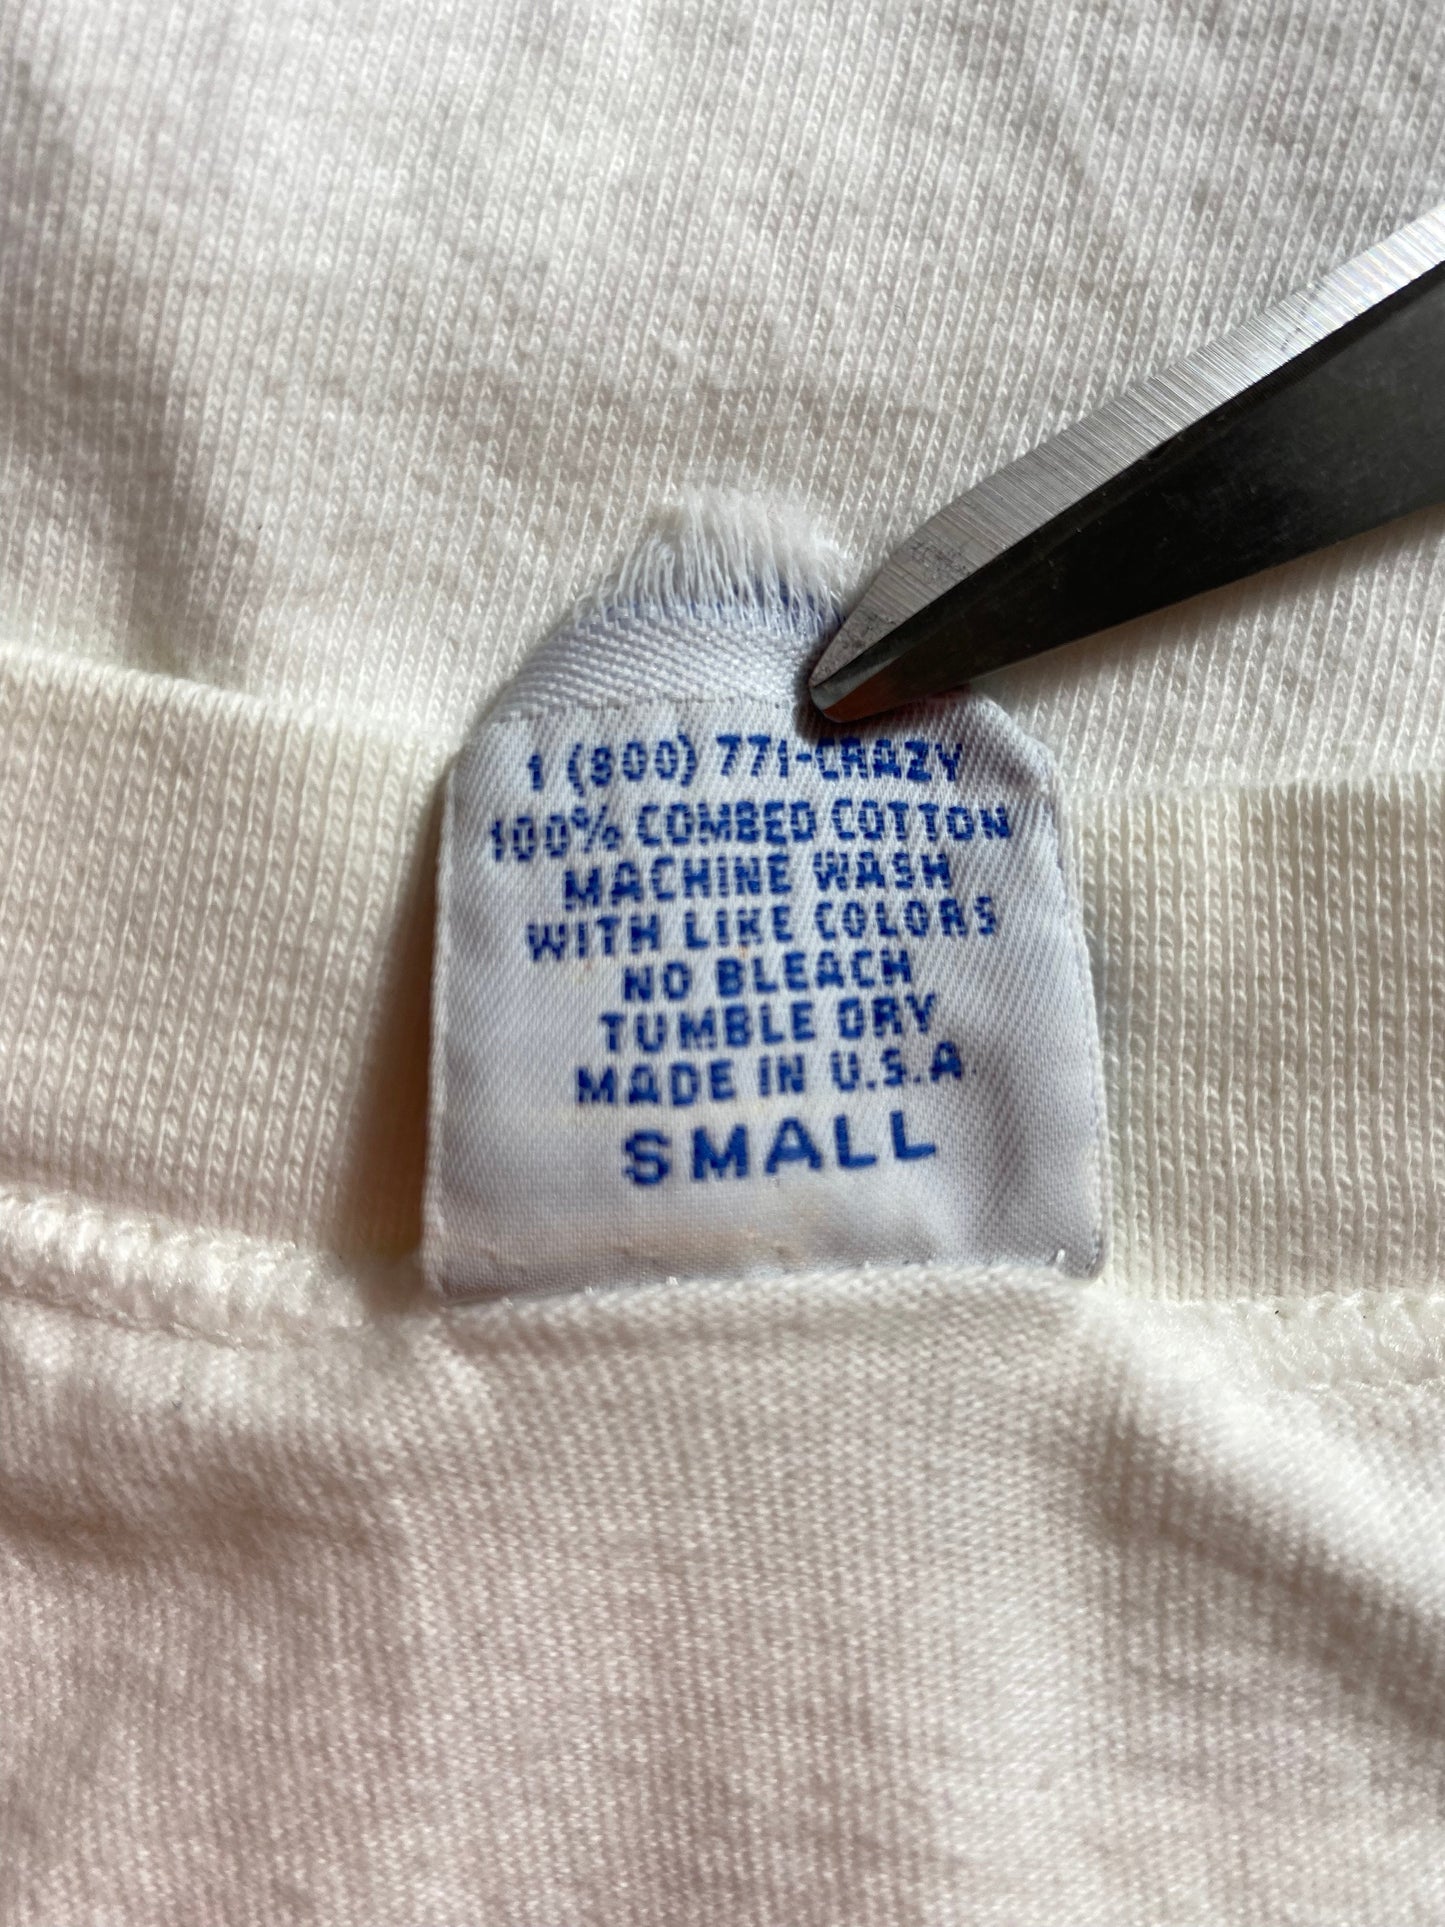 1 (800) 771-CRAZY
100% COMBED COTTON
MACHINE WASH
WITH LIKE COLORS
NO BLEACH
TUMBLE DRY
MADE IN U.S.A
SMALL